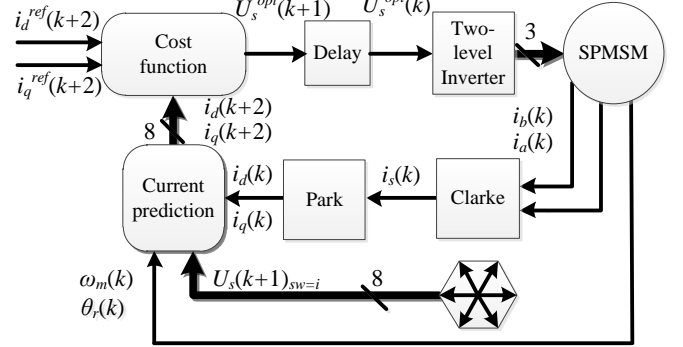 i_d^ref(k+2)
i_q^ref(k+2)
Cost function
U_s^opt(k+1)
Delay
U_s^opt(k)
Two-level Inverter
3
SPMSM
i_b(k)
i_a(k)
8
i_d(k+2)
i_q(k+2)
Current prediction
i_d(k)
i_q(k)
Park
i_s(k)
Clarke
ω_m(k)
θ_r(k)
U_s(k+1)_sw=i
8